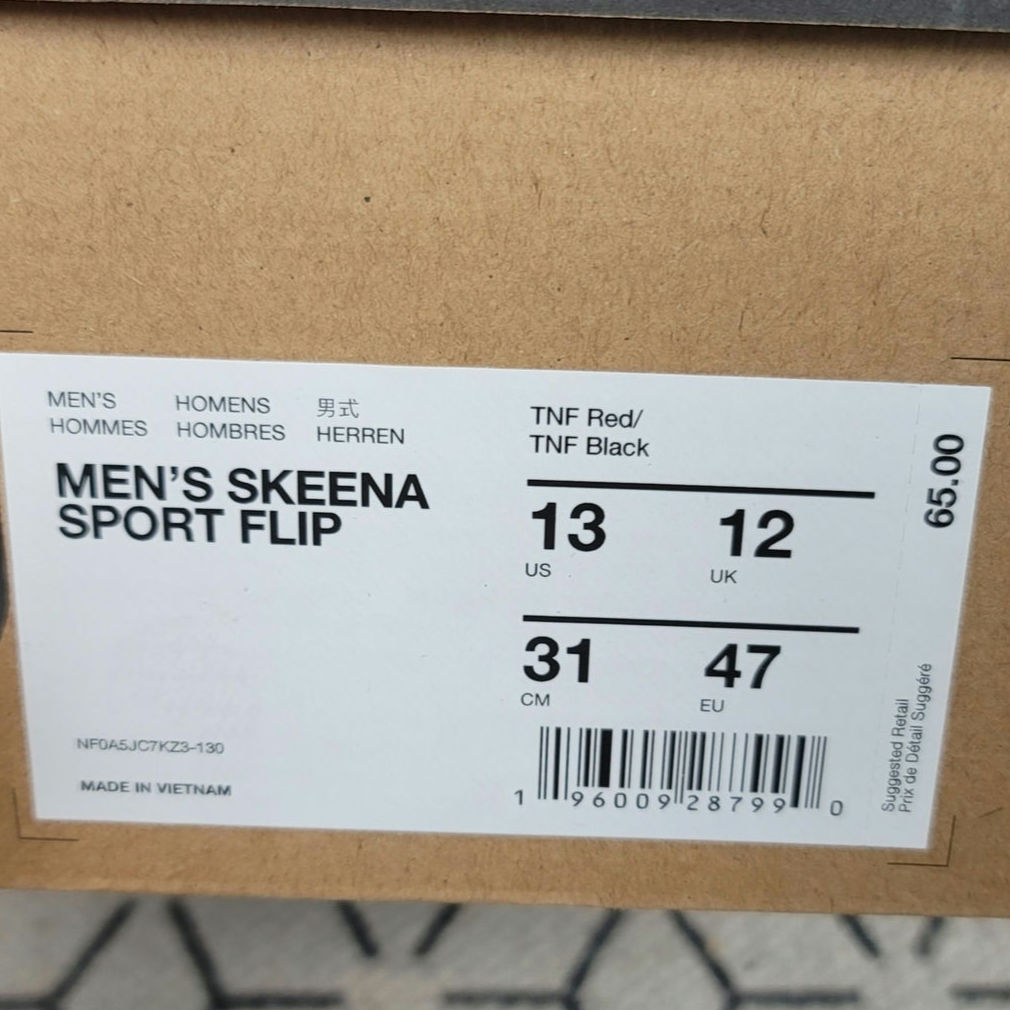 MEN'S HOMENS 男式
HOMMES HOMBRES HERREN
MEN'S SKEENA
SPORT FLIP
NF0A5JC7KZ3-130
MADE IN VIETNAM
TNF Red/
TNF Black
13 12
US UK
31 47
CM EU
1 96009 28799 0
65.00
Suggested Retail
Prix de Détail Suggéré